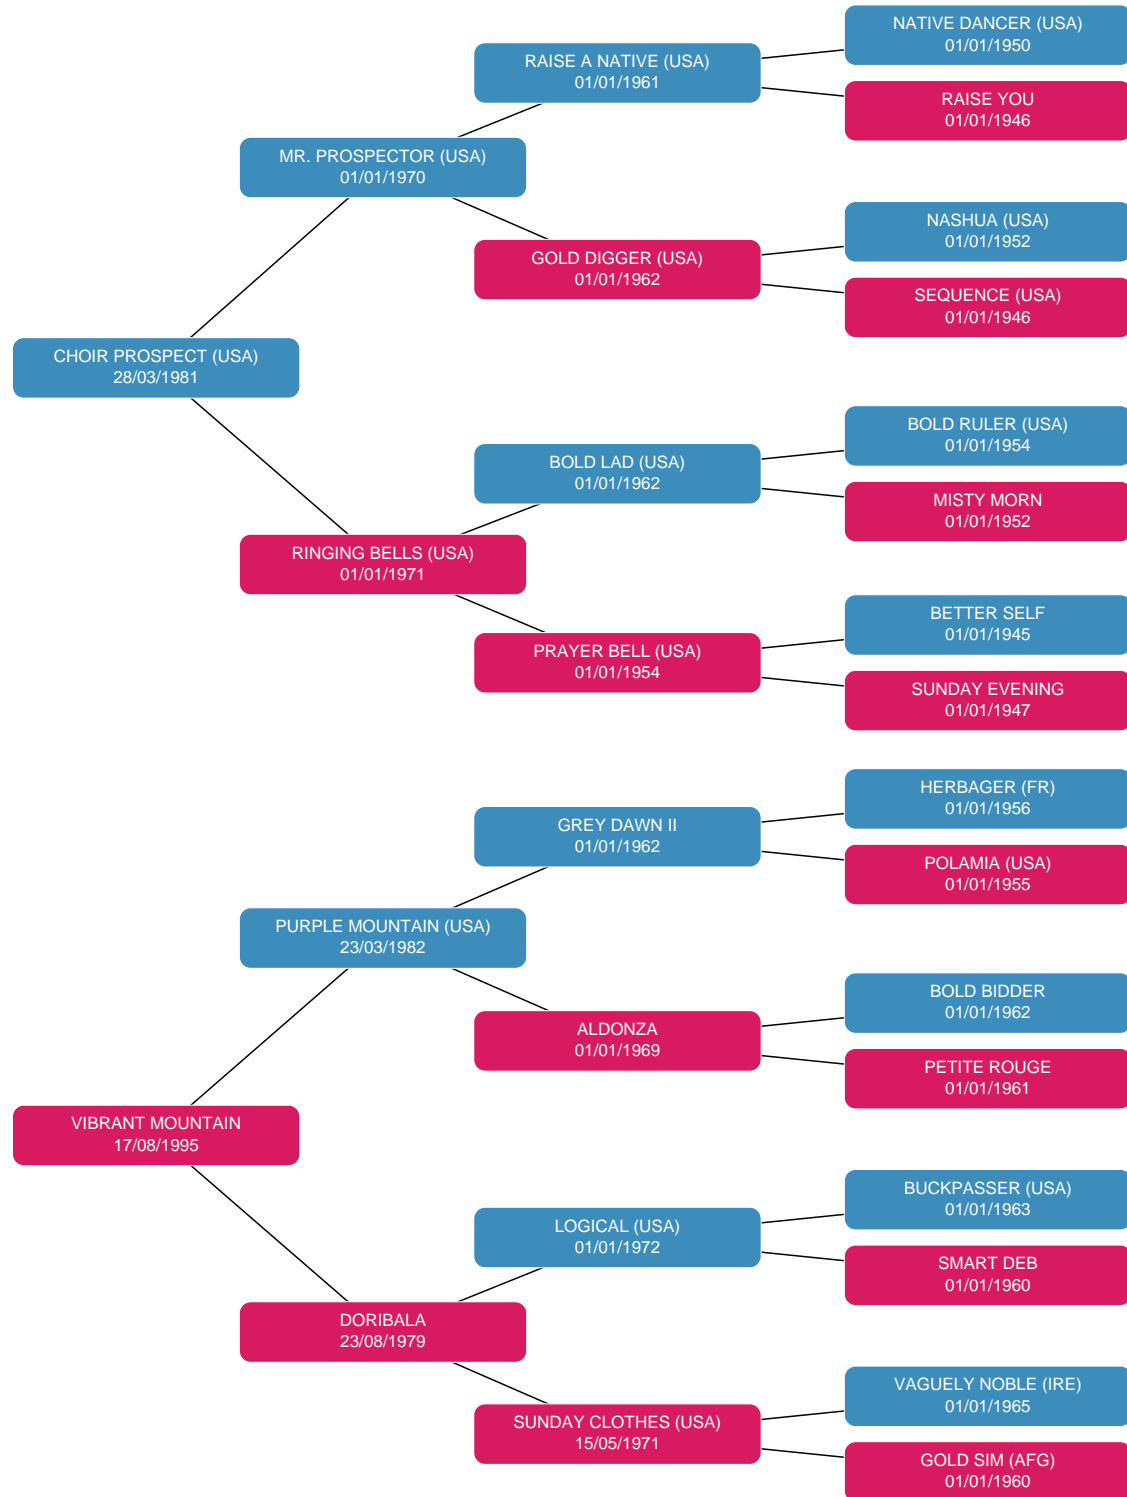 NATIVE DANCER (USA)
01/01/1950
RAISE A NATIVE (USA)
01/01/1961
RAISE YOU
01/01/1946
MR. PROSPECTOR (USA)
01/01/1970
NASHUA (USA)
01/01/1952
GOLD DIGGER (USA)
01/01/1962
SEQUENCE (USA)
01/01/1946
CHOIR PROSPECT (USA)
28/03/1981
BOLD RULER (USA)
01/01/1954
BOLD LAD (USA)
01/01/1962
MISTY MORN
01/01/1952
RINGING BELLS (USA)
01/01/1971
BETTER SELF
01/01/1945
PRAYER BELL (USA)
01/01/1954
SUNDAY EVENING
01/01/1947
HERBAGER (FR)
01/01/1956
GREY DAWN II
01/01/1962
POLAMIA (USA)
01/01/1955
PURPLE MOUNTAIN (USA)
23/03/1982
BOLD BIDDER
01/01/1962
ALDONZA
01/01/1969
PETITE ROUGE
01/01/1961
VIBRANT MOUNTAIN
17/08/1995
BUCKPASSER (USA)
01/01/1963
LOGICAL (USA)
01/01/1972
SMART DEB
01/01/1960
DORIBALA
23/08/1979
VAGUELY NOBLE (IRE)
01/01/1965
SUNDAY CLOTHES (USA)
15/05/1971
GOLD SIM (AFG)
01/01/1960